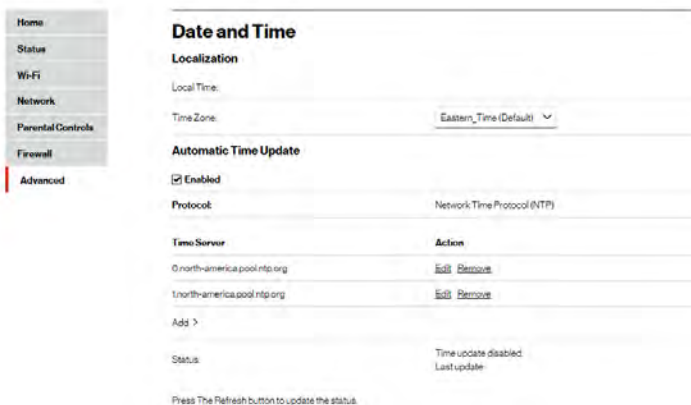 Home
Status
Wi-Fi
Network
Parental Controls
Firewall
Advanced
Date and Time
Localization
Local Time:
Time Zone: Eastern_Time (Default)
Automatic Time Update
Enabled
Protocol: Network Time Protocol (NTP)
Time Server Action
0.north-america.pool.ntp.org Edit Remove
1.north-america.pool.ntp.org Edit Remove
Add >
Status: Time update disabled
Last update:
Press The Refresh button to update the status.